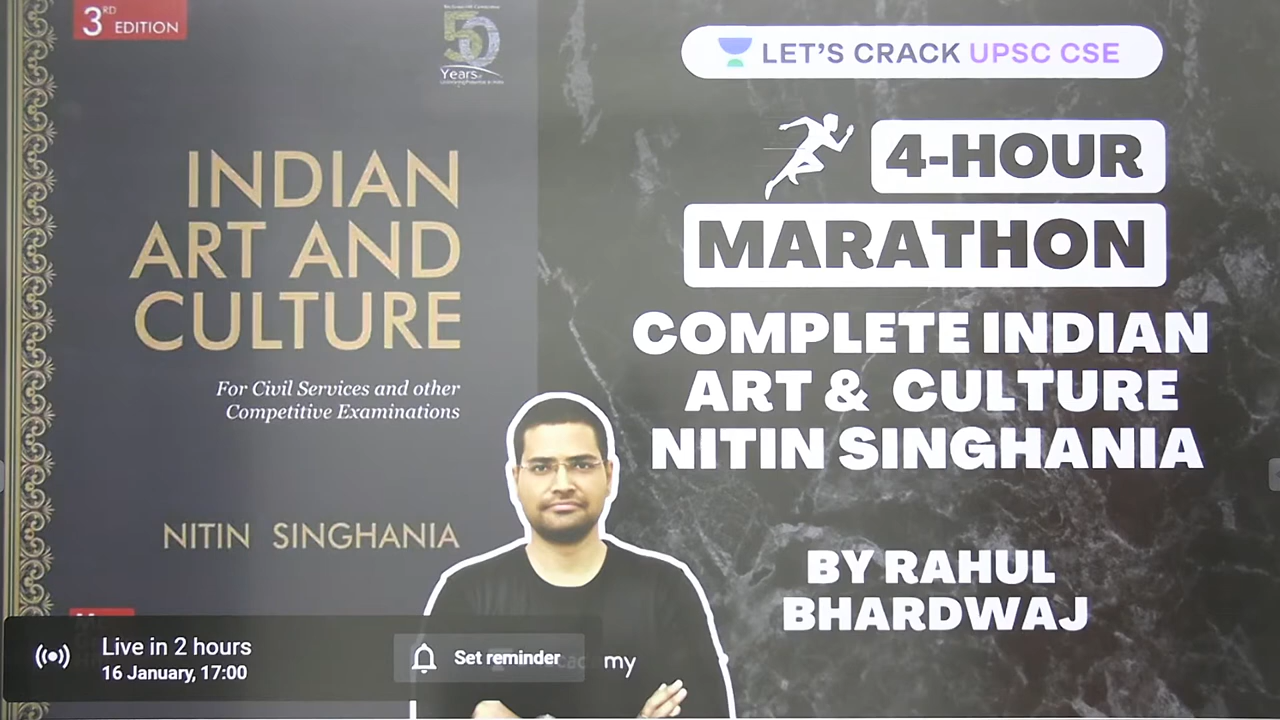 3RD EDITION
50
Years of
INDIAN
ART AND
CULTURE
For Civil Services and other
Competitive Examinations
NITIN SINGHANIA
LET'S CRACK UPSC CSE
4-HOUR
MARATHON
COMPLETE INDIAN
ART & CULTURE
NITIN SINGHANIA
BY RAHUL
BHARDWAJ
Live in 2 hours
16 January, 17:00
Set reminder
my